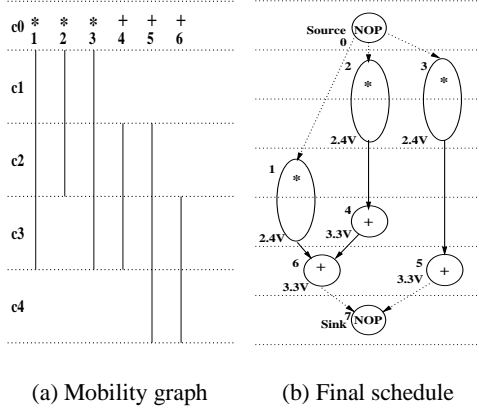 c0 * * * + + +
1 2 3 4 5 6
c1
c2
c3
c4
(a) Mobility graph
Source NOP
0
2 3
* *
2.4V 2.4V
1
*
4
+
2.4V 3.3V
6 + 5 +
3.3V 3.3V
7
Sink NOP
(b) Final schedule